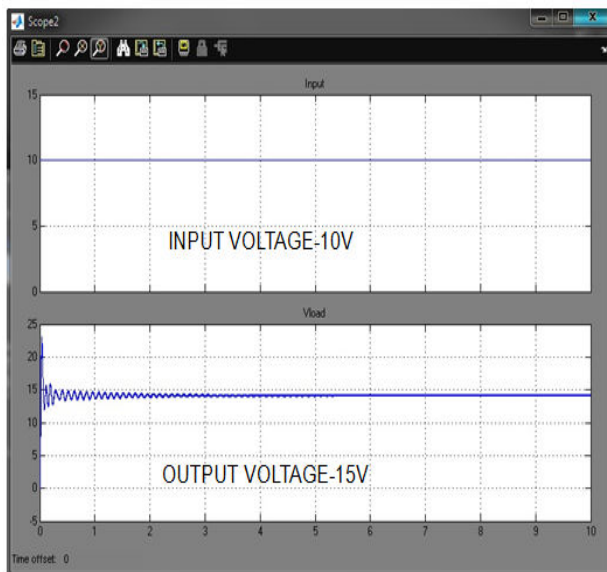 Scope2
Input
15
10
5
0
INPUT VOLTAGE-10V
Vload
25
20
15
10
5
0
-5
OUTPUT VOLTAGE-15V
0 1 2 3 4 5 6 7 8 9 10
Time offset: 0